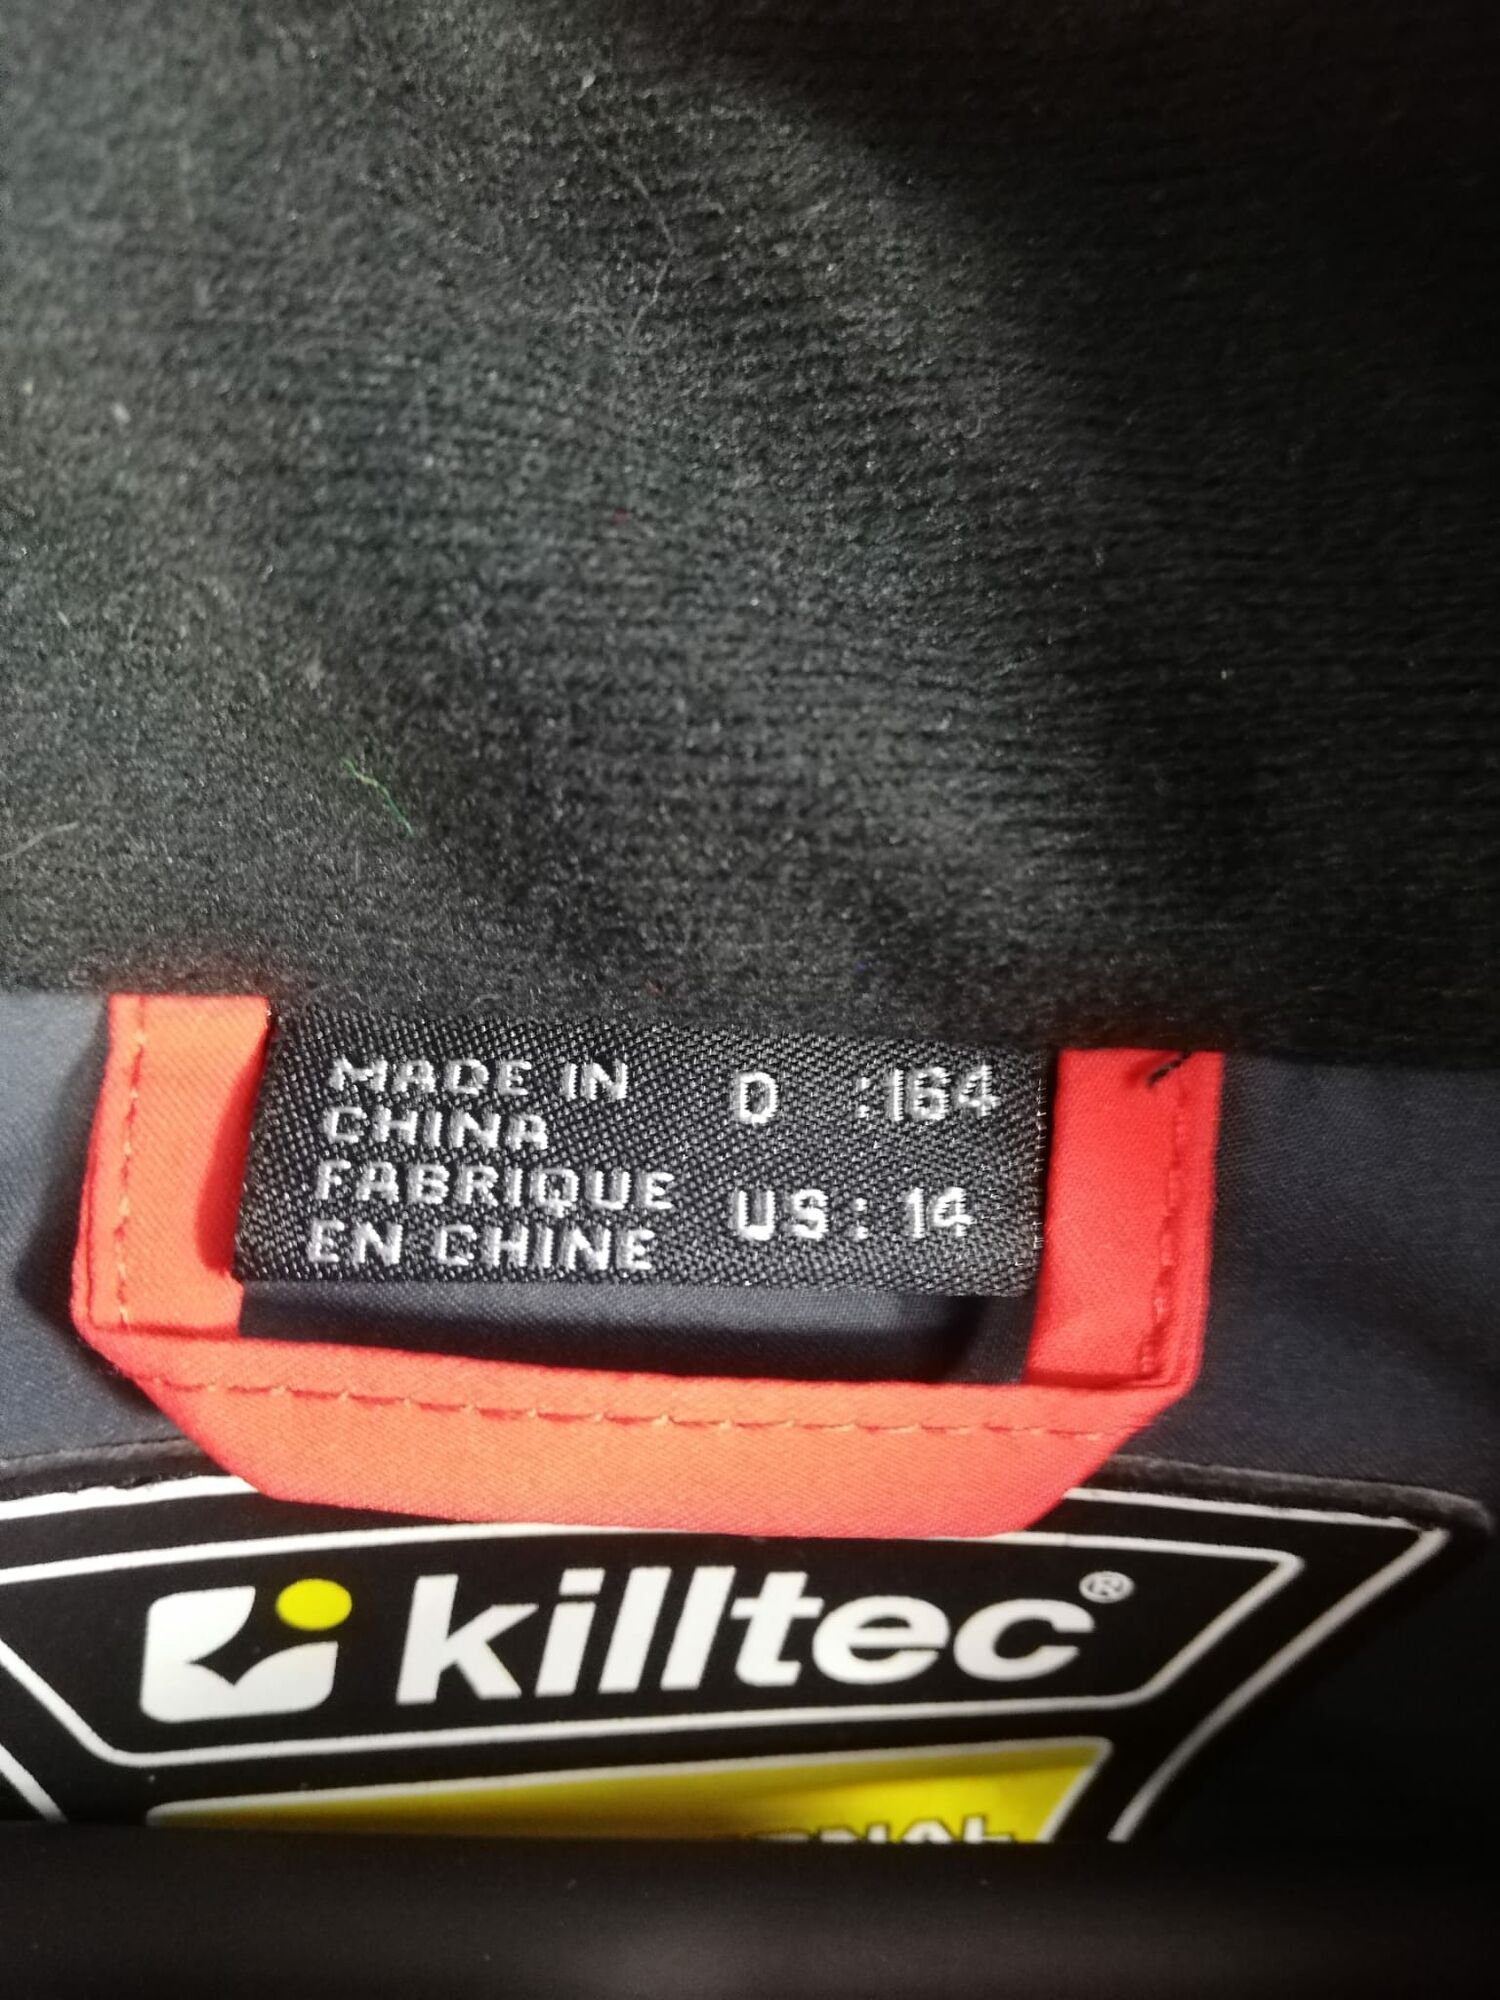 MADE IN
CHINA
FABRIQUE
EN CHINE
D :164
US: 14
killtec®